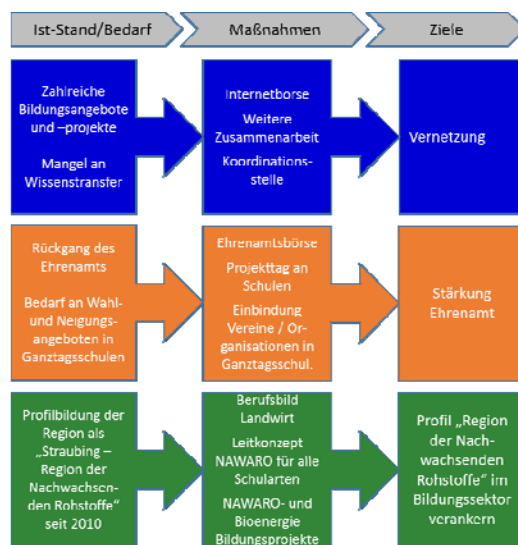 Ist-Stand/Bedarf
Maßnahmen
Ziele
Zahlreiche
Bildungsangebote
und –projekte
Mangel an
Wissenstransfer
Internetbörse
Weitere
Zusammenarbeit
Koordinations-
stelle
Vernetzung
Rückgang des
Ehrenamts
Bedarf an Wahl-
und Neigungs-
angeboten in
Ganztagsschulen
Ehrenamtsbörse
Projekttag an
Schulen
Einbindung
Vereine / Or-
ganisationen in
Ganztagsschul.
Stärkung
Ehrenamt
Profilbildung der
Region als
„Straubing –
Region der
Nachwachsen-
den Rohstoffe"
seit 2010
Berufsbild
Landwirt
Leitkonzept
NAWARO für alle
Schularten
NAWARO- und
Bioenergie
Bildungsprojekte
Profil „Region
der Nach-
wachsenden
Rohstoffe" im
Bildungssektor
verankern